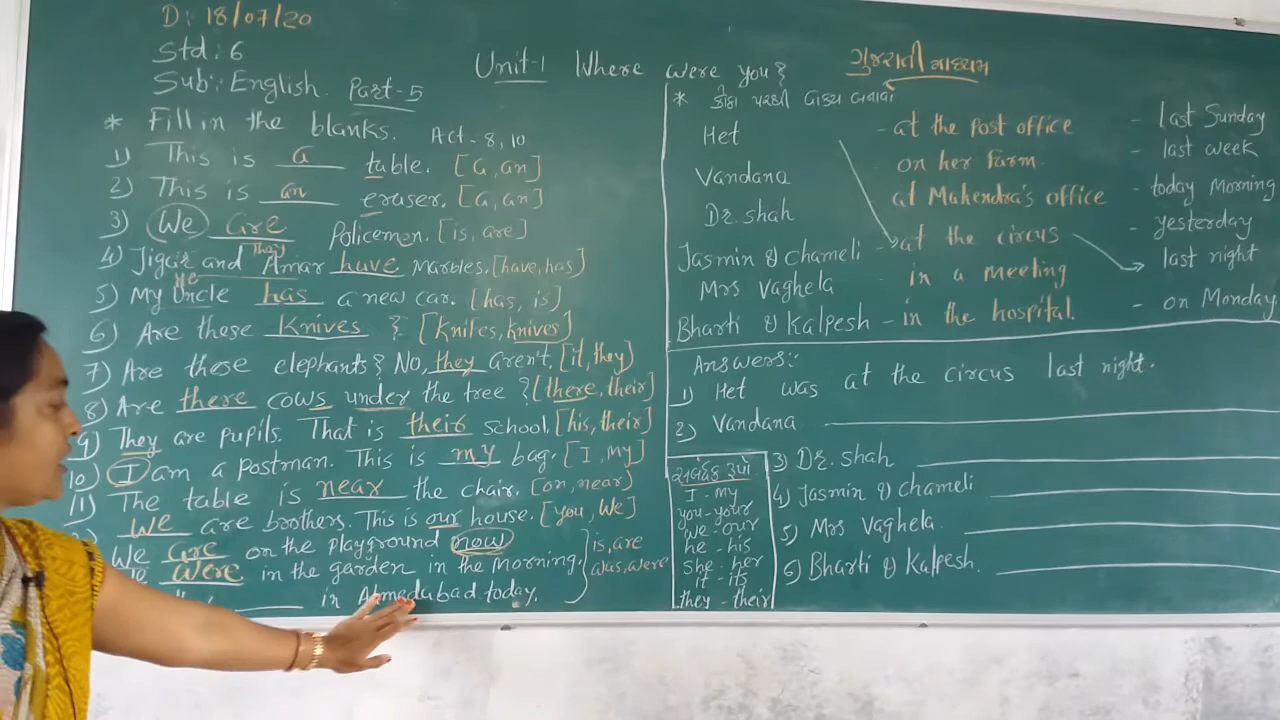 D: 18/07/20
Std: 6
Sub: English. Part-5
Unit-1 Where were you?
ગુજરાતી માધ્યમ
* Fill in the blanks. Act-8, 10
1) This is a table. [a, an]
2) This is an eraser. [a, an]
3) We are Policemen. [is, are]
They
4) Jigar and Amar have marbles. [have, has]
He
5) My Uncle has a new car. [has, is]
6) Are these knives ? [knifes, knives]
7) Are those elephants? No, they aren't. [it, they]
8) Are there cows under the tree ? [there, their]
9) They are pupils. That is their school. [his, their]
10) I am a postman. This is my bag. [I, my]
11) The table is near the chair. [on, near]
We are brothers. This is our house. [you, We]
We are on the playground now
were in the garden in the morning.
in Ahmedabad today.
is, are
was, were
* કોઠા પરથી વાક્ય બનાવો
Het - at the post office - last Sunday
Vandana on her farm. - last week
Dr. shah at Mahendra's office - today morning
Jasmin & Chameli - at the circus - yesterday
Mrs Vaghela in a meeting last night
Bharti & Kalpesh - in the hospital. - on Monday
Answers:
1) Het was at the circus last night.
2) Vandana
3) Dr. shah
4) Jasmin & Chameli
5) Mrs Vaghela
6) Bharti & Kalpesh.
I - my
you - your
we - our
he - his
she - her
it - its
they - their